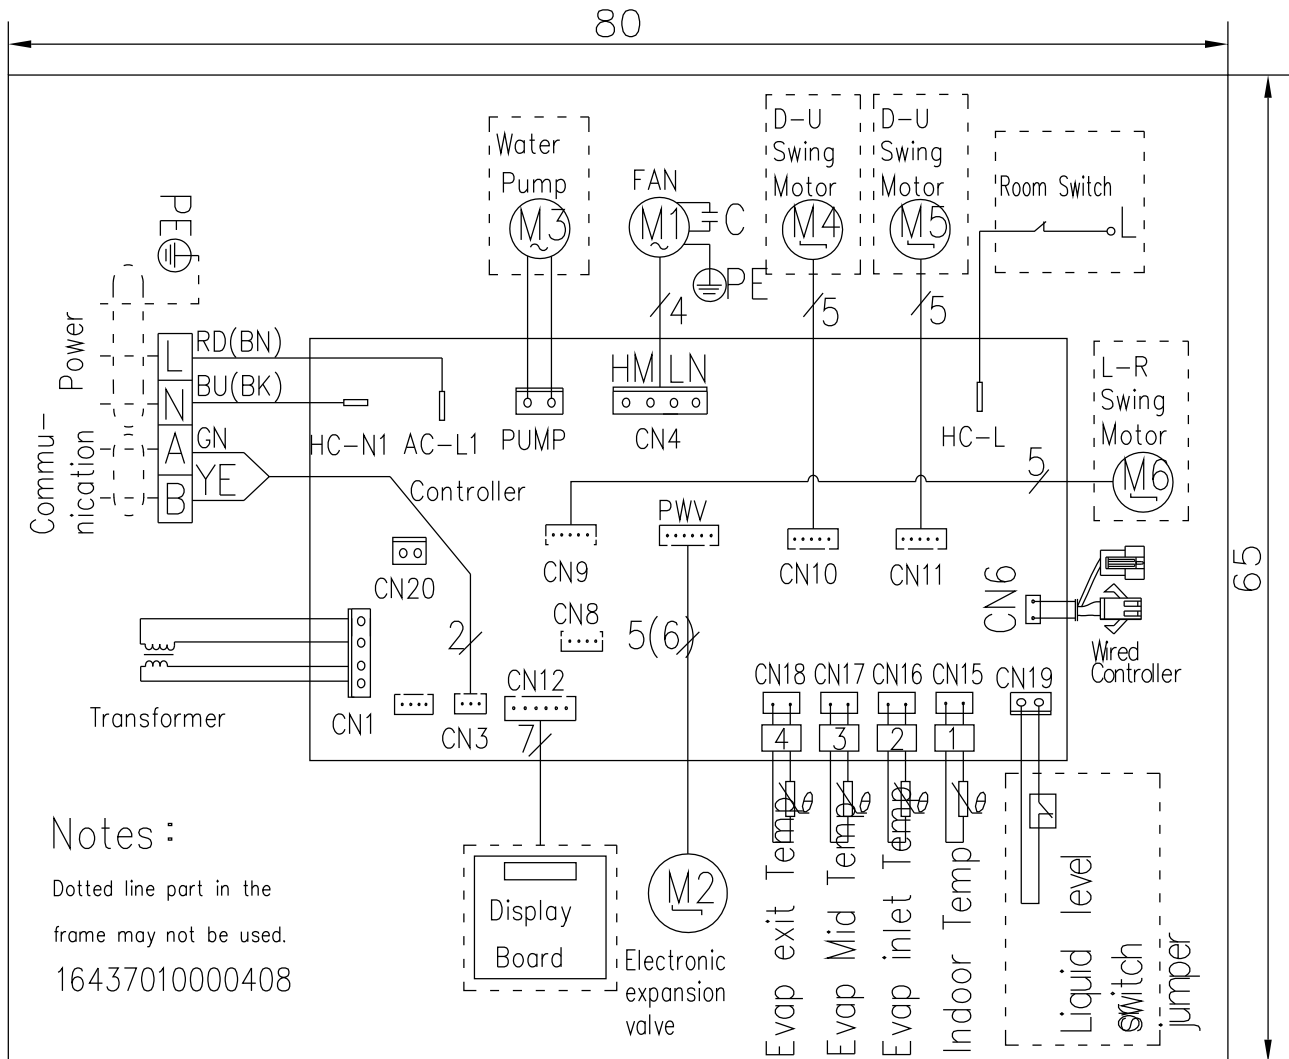 80
65
Water
Pump
M3
FAN
M1
C
PE
4
D-U
Swing
Motor
M4
5
D-U
Swing
Motor
M5
5
Room Switch
L
PE
Power
Commu-
nication
L
N
A
B
RD(BN)
BU(BK)
GN
YE
HC-N1
AC-L1
PUMP
HM LN
CN4
HC-L
L-R
Swing
Motor
M6
5
Controller
CN9
PWV
CN10
CN11
CN20
CN8
CN6
Wired
Controller
2
5(6)
Transformer
CN1
CN3
CN12
7
CN18
CN17
CN16
CN15
CN19
4
3
2
1
θ
θ
θ
θ
Evap exit Temp
Evap Mid Temp
Evap inlet Temp
Indoor Temp
Liquid level
switch
or
jumper
Display
Board
M2
Electronic
expansion
valve
Notes:
Dotted line part in the
frame may not be used.
16437010000408